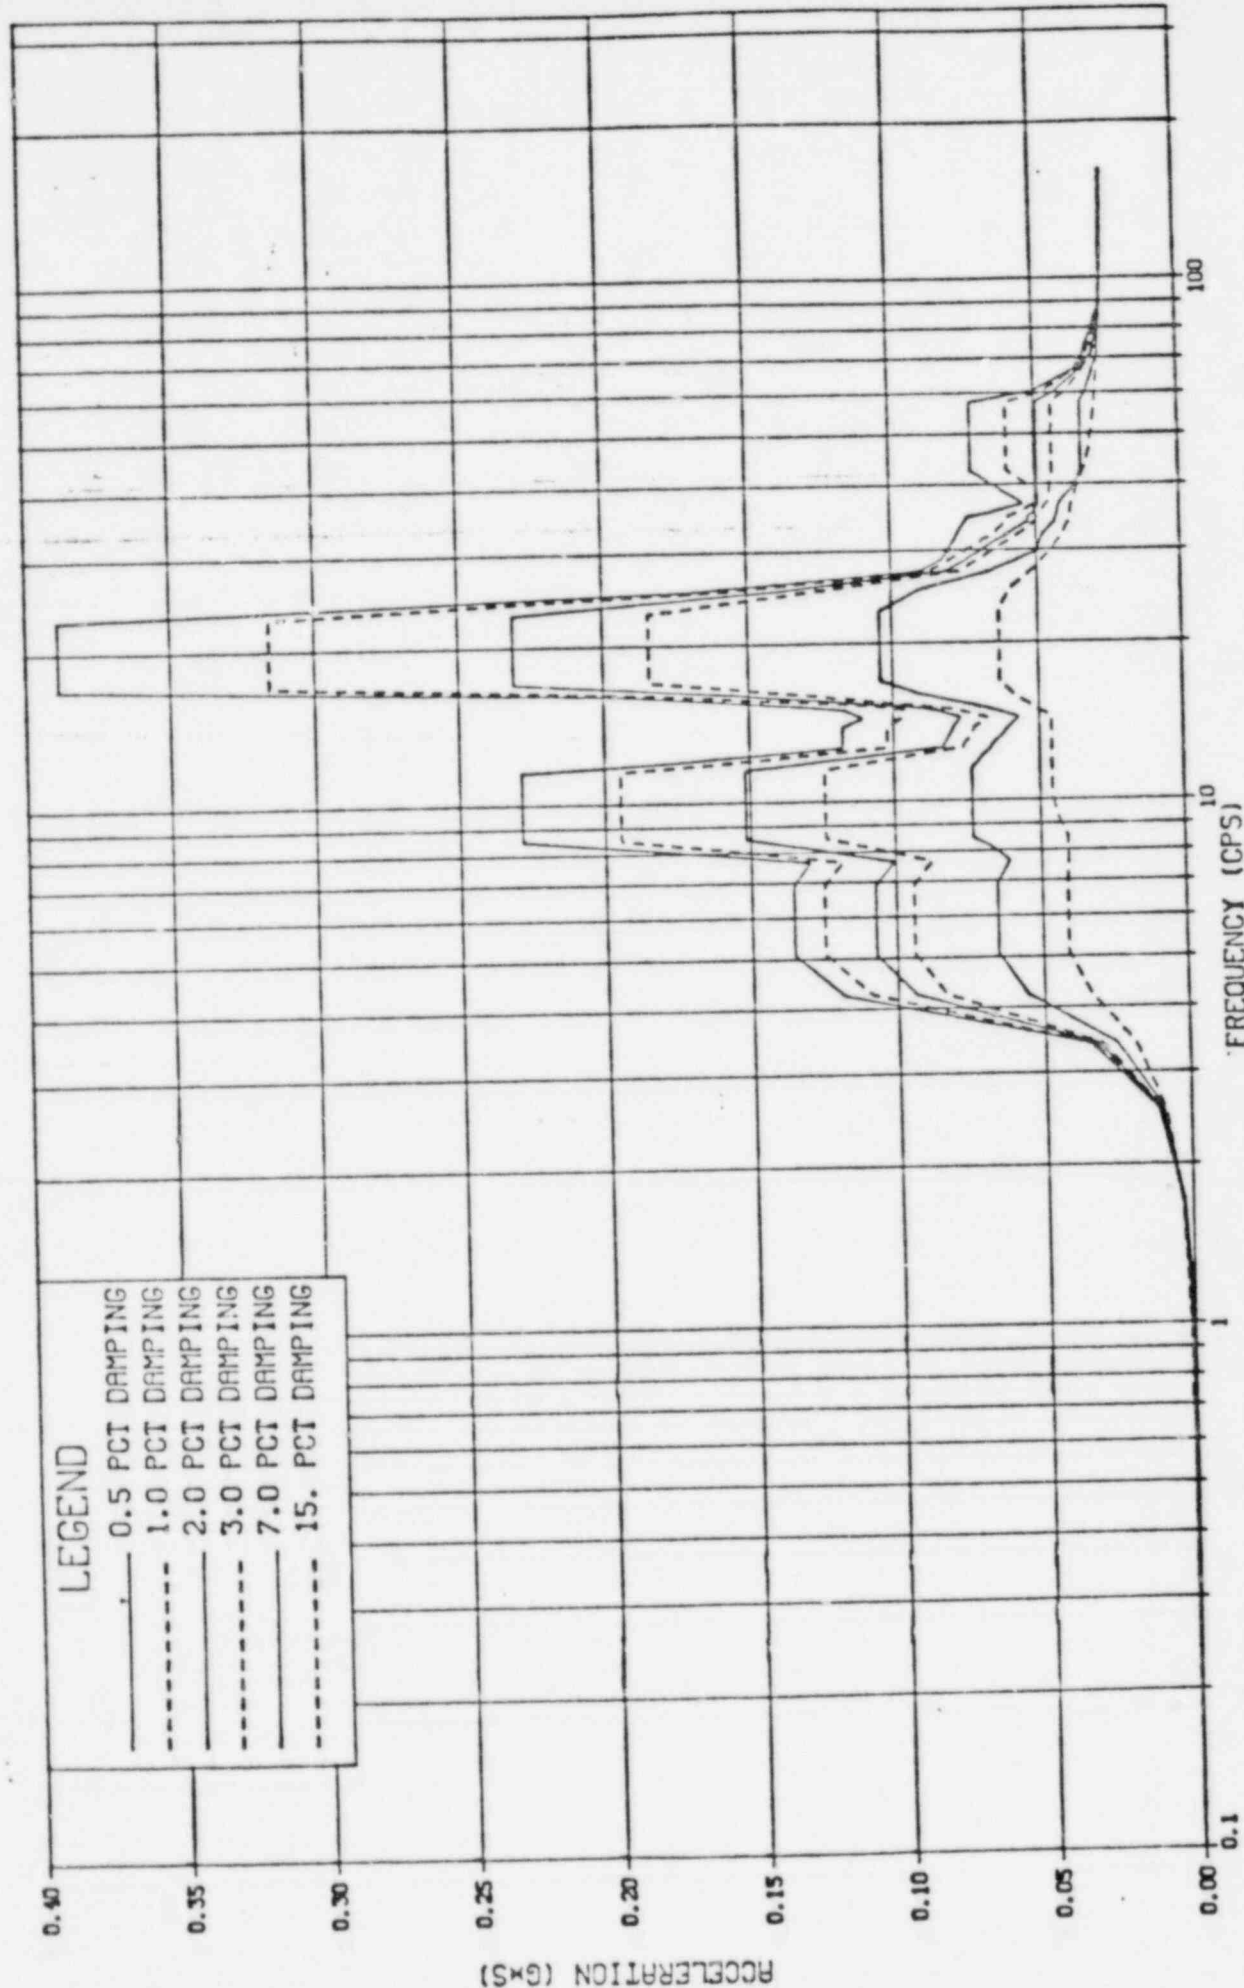 LEGEND
0.5 PCT DAMPING
1.0 PCT DAMPING
2.0 PCT DAMPING
3.0 PCT DAMPING
7.0 PCT DAMPING
15. PCT DAMPING
ACCELERATION (G*S)
0.40
0.35
0.30
0.25
0.20
0.15
0.10
0.05
0.00
0.1
1
10
100
FREQUENCY (CPS)